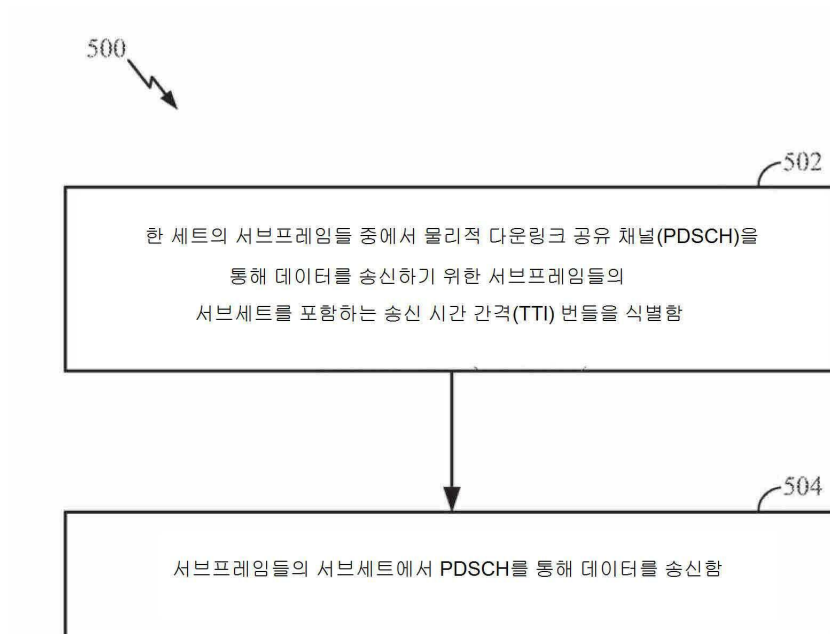 500
502
한 세트의 서브프레임들 중에서 물리적 다운링크 공유 채널(PDSCH)을
통해 데이터를 송신하기 위한 서브프레임들의
서브세트를 포함하는 송신 시간 간격(TTI) 번들을 식별함
504
서브프레임들의 서브세트에서 PDSCH를 통해 데이터를 송신함